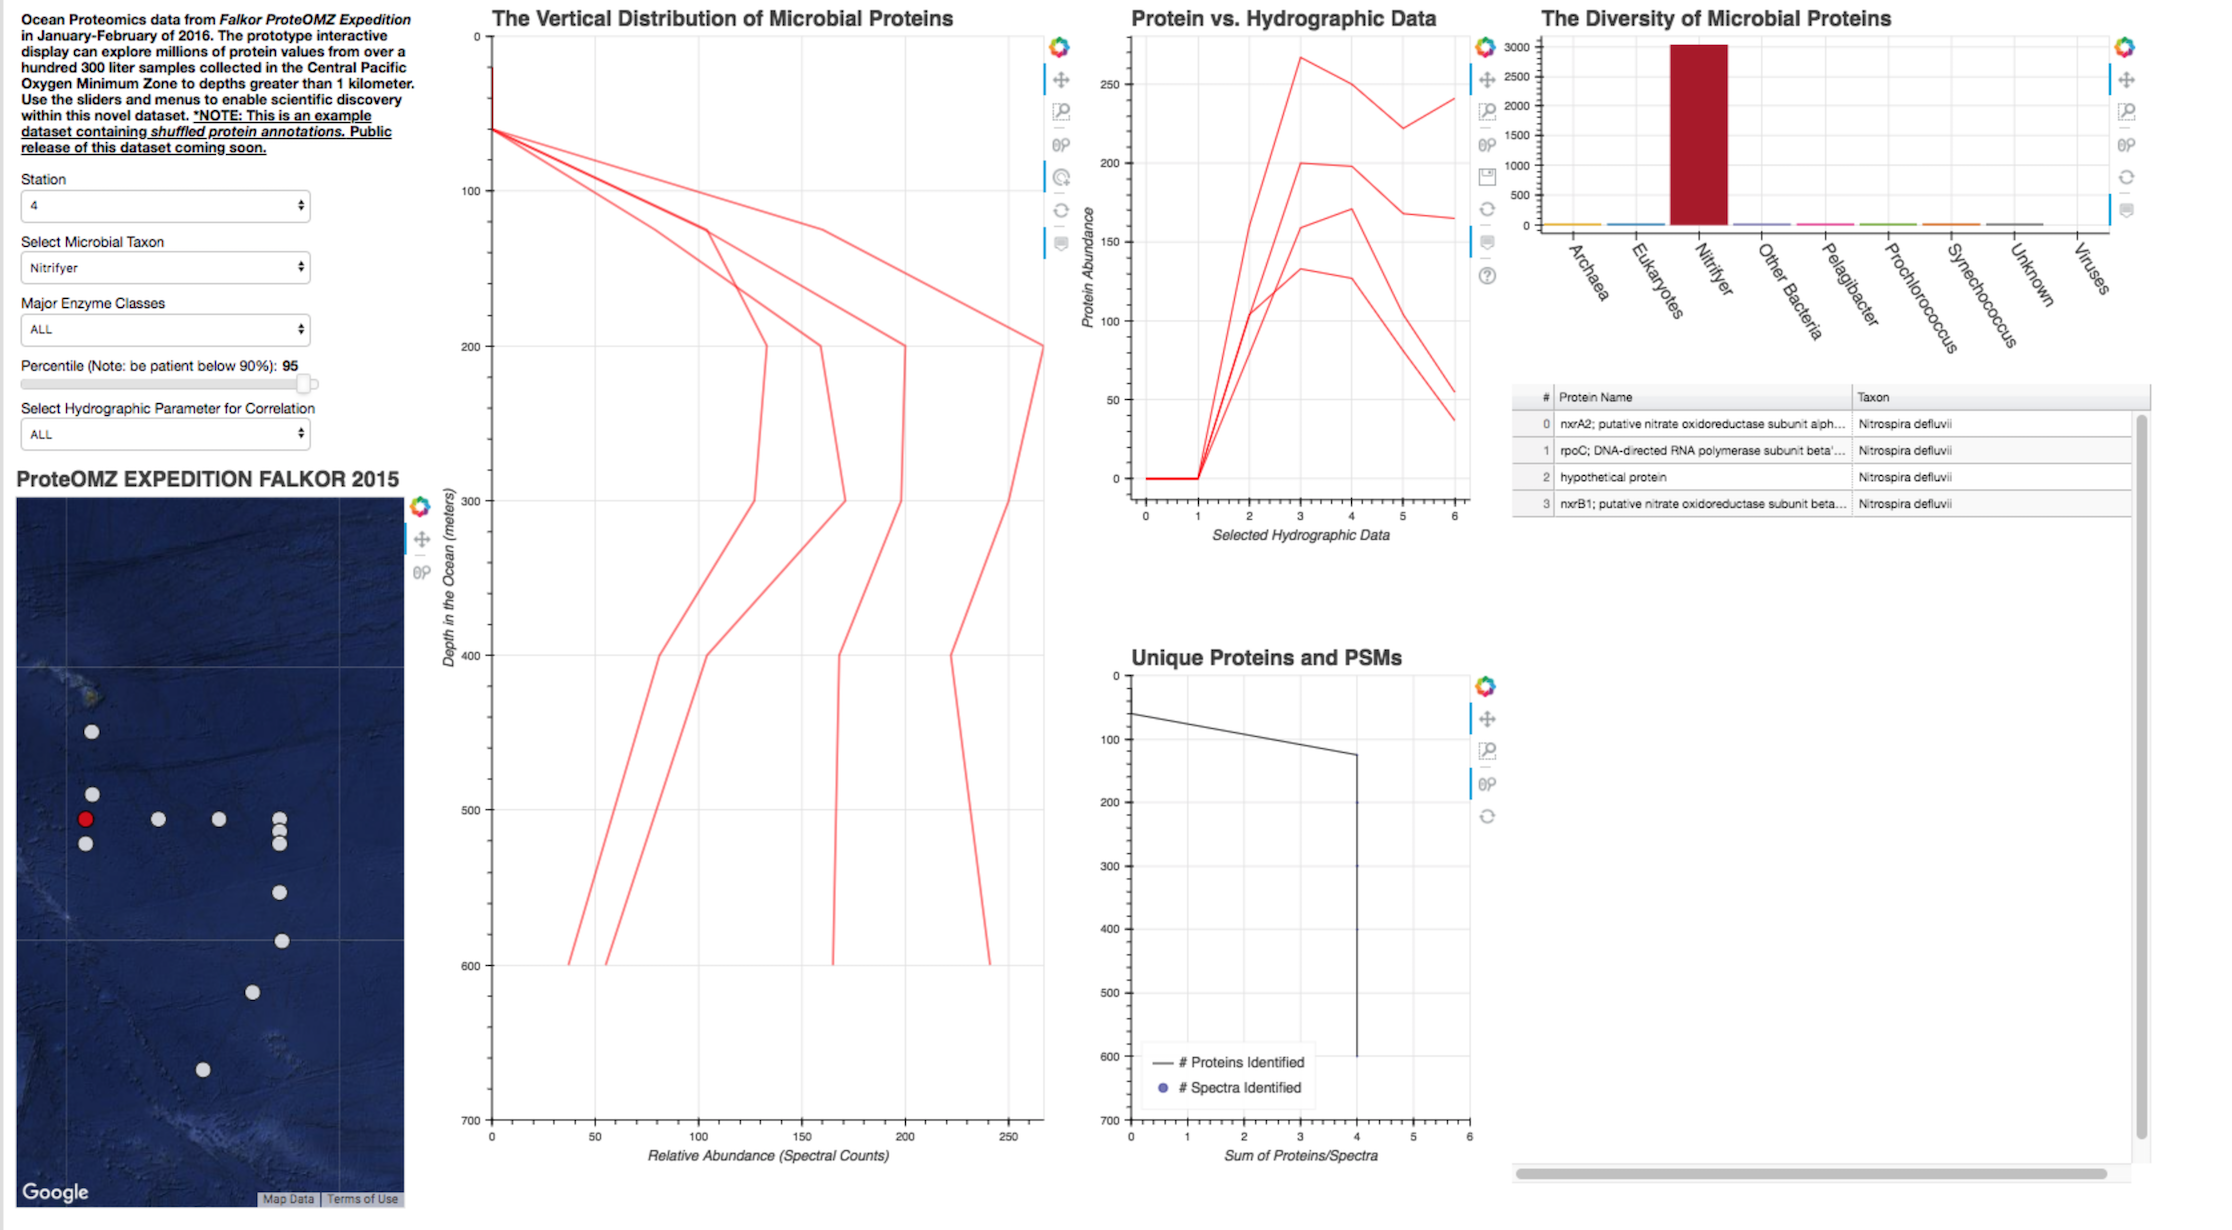 Ocean Proteomics data from Falkor ProteOMZ Expedition
in January-February of 2016. The prototype interactive
display can explore millions of protein values from over a
hundred 300 liter samples collected in the Central Pacific
Oxygen Minimum Zone to depths greater than 1 kilometer.
Use the sliders and menus to enable scientific discovery
within this novel dataset. *NOTE: This is an example
dataset containing shuffled protein annotations. Public
release of this dataset coming soon.
Station
4
Select Microbial Taxon
Nitrifyer
Major Enzyme Classes
ALL
Percentile (Note: be patient below 90%): 95
Select Hydrographic Parameter for Correlation
ALL
ProteOMZ EXPEDITION FALKOR 2015
Google
Map Data
Terms of Use
The Vertical Distribution of Microbial Proteins
Depth in the Ocean (meters)
0
100
200
300
400
500
600
700
0 50 100 150 200 250
Relative Abundance (Spectral Counts)
Protein vs. Hydrographic Data
Protein Abundance
250
200
150
100
50
0
0 1 2 3 4 5 6
Selected Hydrographic Data
Unique Proteins and PSMs
0
100
200
300
400
500
600
700
# Proteins Identified
# Spectra Identified
0 1 2 3 4 5 6
Sum of Proteins/Spectra
The Diversity of Microbial Proteins
3000
2500
2000
1500
1000
500
0
Archaea
Eukaryotes
Nitrifyer
Other Bacteria
Pelagibacter
Prochlorococcus
Synechococcus
Unknown
Viruses
# Protein Name Taxon
0 nxrA2; putative nitrate oxidoreductase subunit alph... Nitrospira defluvii
1 rpoC; DNA-directed RNA polymerase subunit beta'... Nitrospira defluvii
2 hypothetical protein Nitrospira defluvii
3 nxrB1; putative nitrate oxidoreductase subunit beta... Nitrospira defluvii